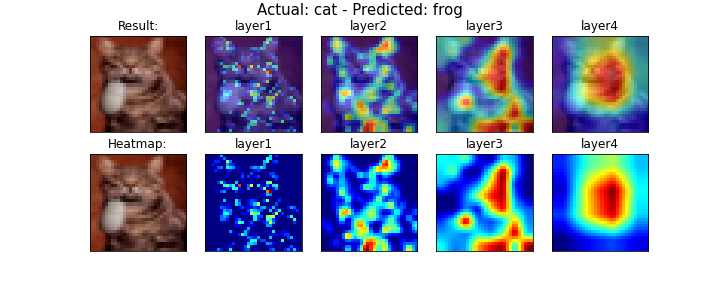 Actual: cat - Predicted: frog
Result: layer1 layer2 layer3 layer4
Heatmap: layer1 layer2 layer3 layer4